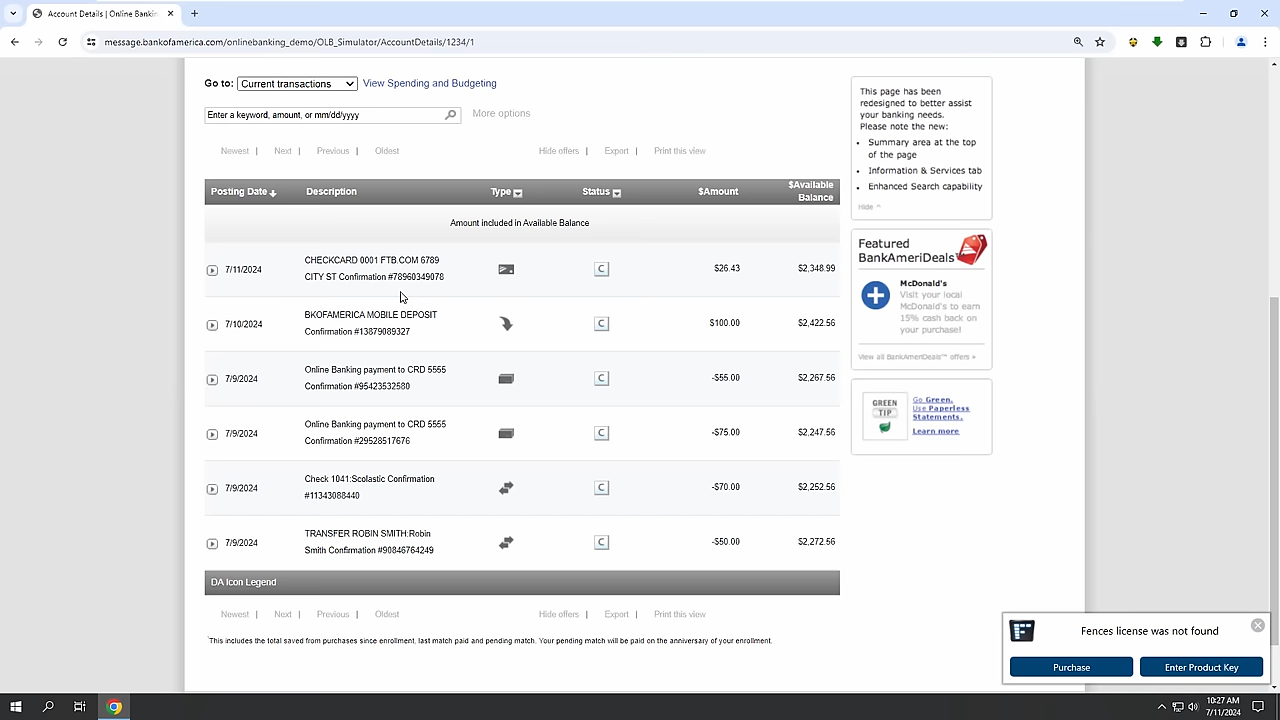 Account Details | Online Bankin
message.bankofamerica.com/onlinebanking_demo/OLB_Simulator/AccountDetails/1234/1
Go to: Current transactions View Spending and Budgeting
Enter a keyword, amount, or mm/dd/yyyy More options
Newest | Next | Previous | Oldest Hide offers | Export | Print this view
Posting Date Description Type Status $Amount $Available Balance
Amount included in Available Balance
7/11/2024 CHECKCARD 0001 FTB.COM 6789 C $26.43 $2,348.99
CITY ST Confirmation #78960349078
7/10/2024 BKOFAMERICA MOBILE DEPOSIT C $100.00 $2,422.56
Confirmation #13879089327
7/9/2024 Online Banking payment to CRD 5555 C -$55.00 $2,267.56
Confirmation #95423532580
7/9/2024 Online Banking payment to CRD 5555 C -$75.00 $2,247.56
Confirmation #29528517676
7/9/2024 Check 1041:Scolastic Confirmation C -$70.00 $2,252.56
#11343088440
7/9/2024 TRANSFER ROBIN SMITH:Robin C -$50.00 $2,272.56
Smith Confirmation #90846764249
DA Icon Legend
Newest | Next | Previous | Oldest Hide offers | Export | Print this view
1This includes the total saved for purchases since enrollment, last match paid and pending match. Your pending match will be paid on the anniversary of your enrollment.
This page has been
redesigned to better assist
your banking needs.
Please note the new:
• Summary area at the top
of the page
• Information & Services tab
• Enhanced Search capability
Hide ^
Featured
BankAmeriDeals™
McDonald's
Visit your local
McDonald's to earn
15% cash back on
your purchase!
View all BankAmeriDeals™ offers »
GREEN
TIP
Go Green.
Use Paperless
Statements.
Learn more
Fences license was not found
Purchase Enter Product Key
10:27 AM
7/11/2024